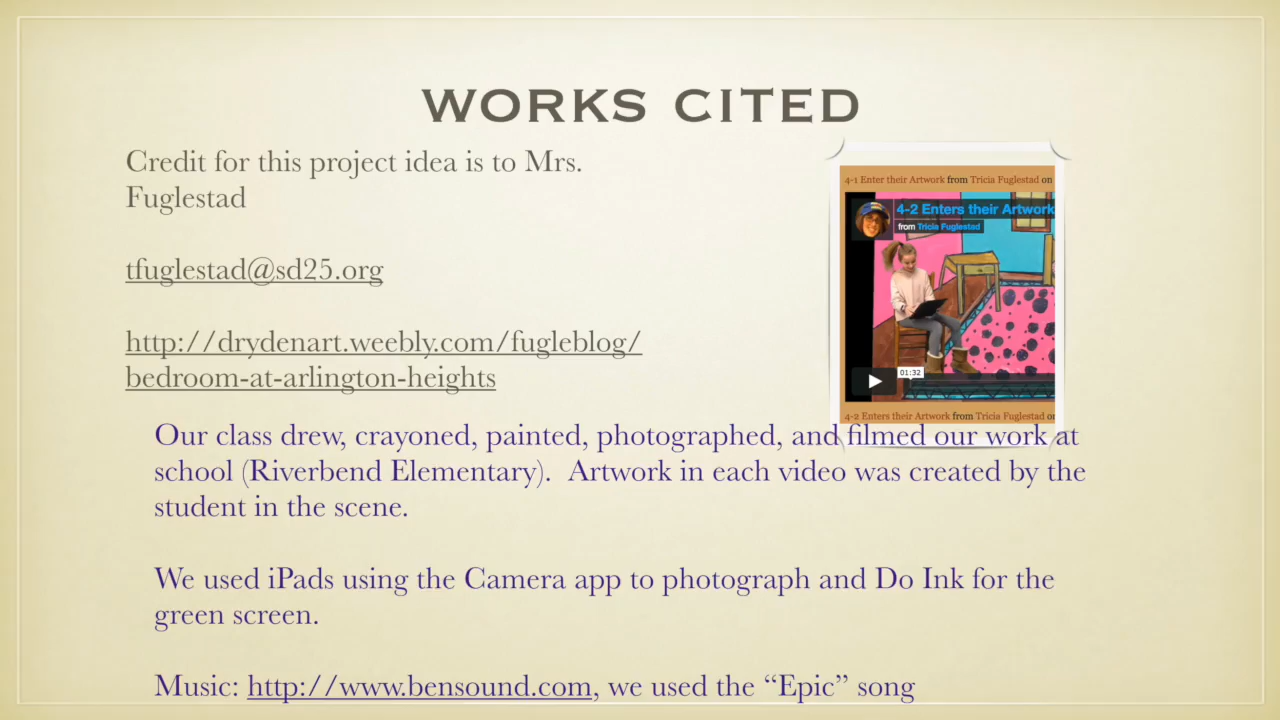 WORKS CITED
Credit for this project idea is to Mrs.
Fuglestad
tfuglestad@sd25.org
http://drydenart.weebly.com/fugleblog/
bedroom-at-arlington-heights
4-1 Enter their Artwork from Tricia Fuglestad on
4-2 Enters their Artwork
from Tricia Fuglestad
01:32
4-2 Enters their Artwork from Tricia Fuglestad on
Our class drew, crayoned, painted, photographed, and filmed our work at
school (Riverbend Elementary).  Artwork in each video was created by the
student in the scene.
We used iPads using the Camera app to photograph and Do Ink for the
green screen.
Music: http://www.bensound.com, we used the “Epic” song